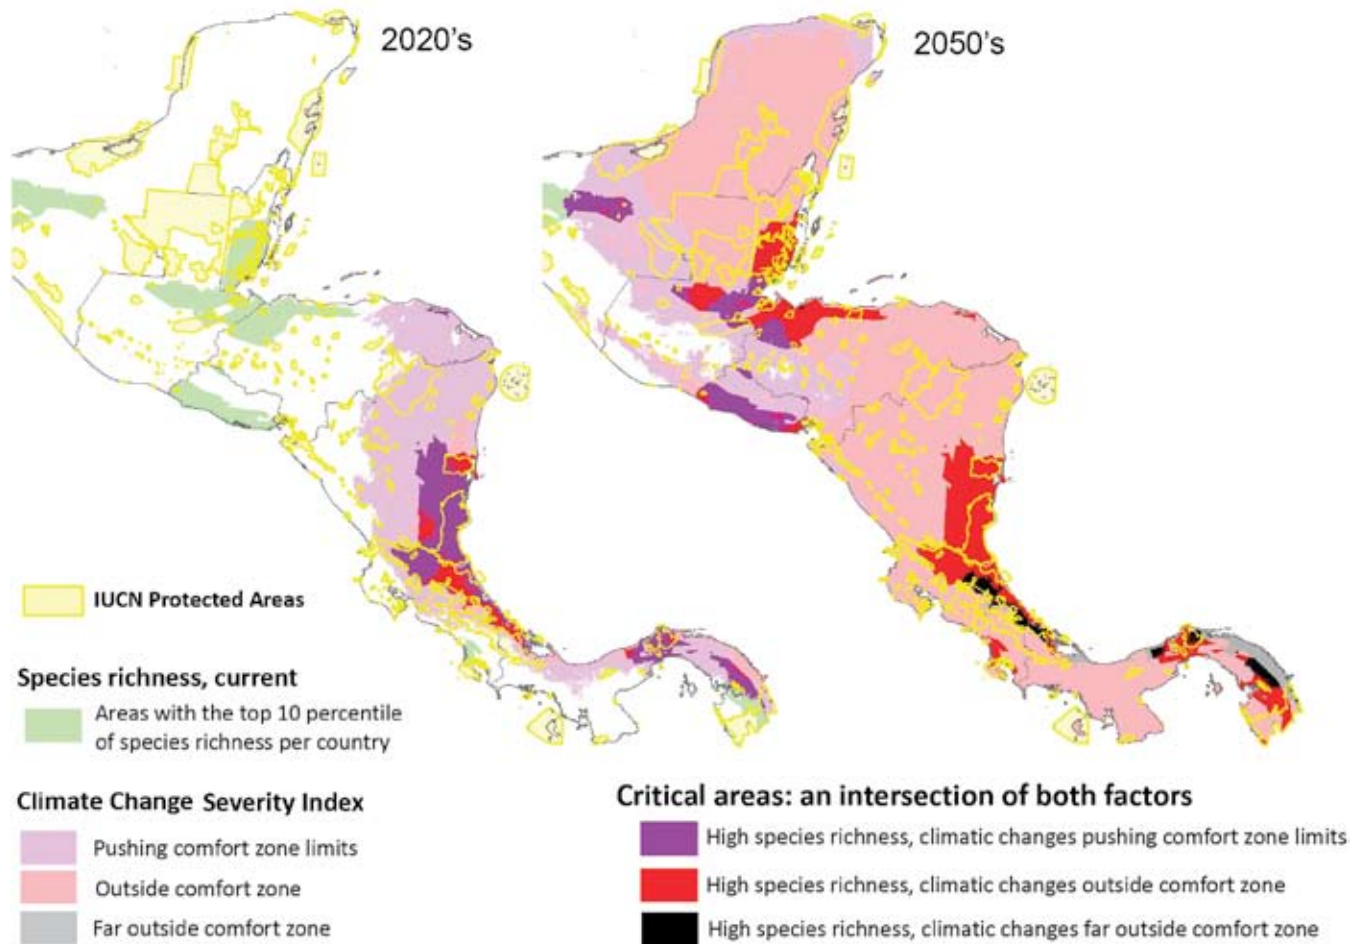 2020's
2050's
IUCN Protected Areas
Species richness, current
Areas with the top 10 percentile
of species richness per country
Climate Change Severity Index
Pushing comfort zone limits
Outside comfort zone
Far outside comfort zone
Critical areas: an intersection of both factors
High species richness, climatic changes pushing comfort zone limits
High species richness, climatic changes outside comfort zone
High species richness, climatic changes far outside comfort zone